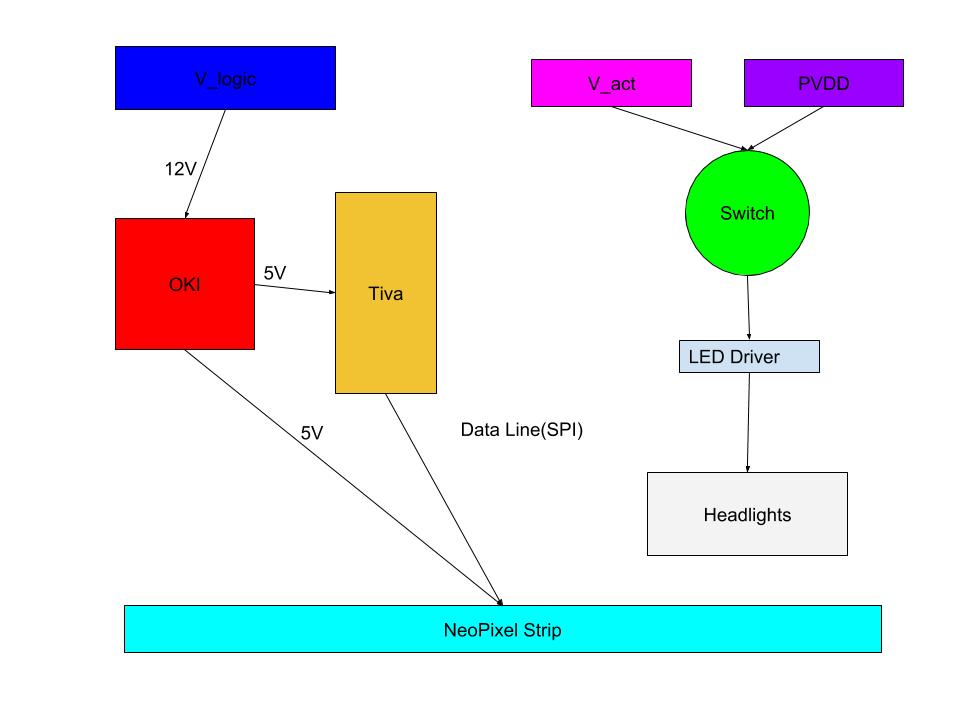 V_logic
V_act
PVDD
12V
Switch
5V
OKI
Tiva
LED Driver
5V
Data Line(SPI)
Headlights
NeoPixel Strip